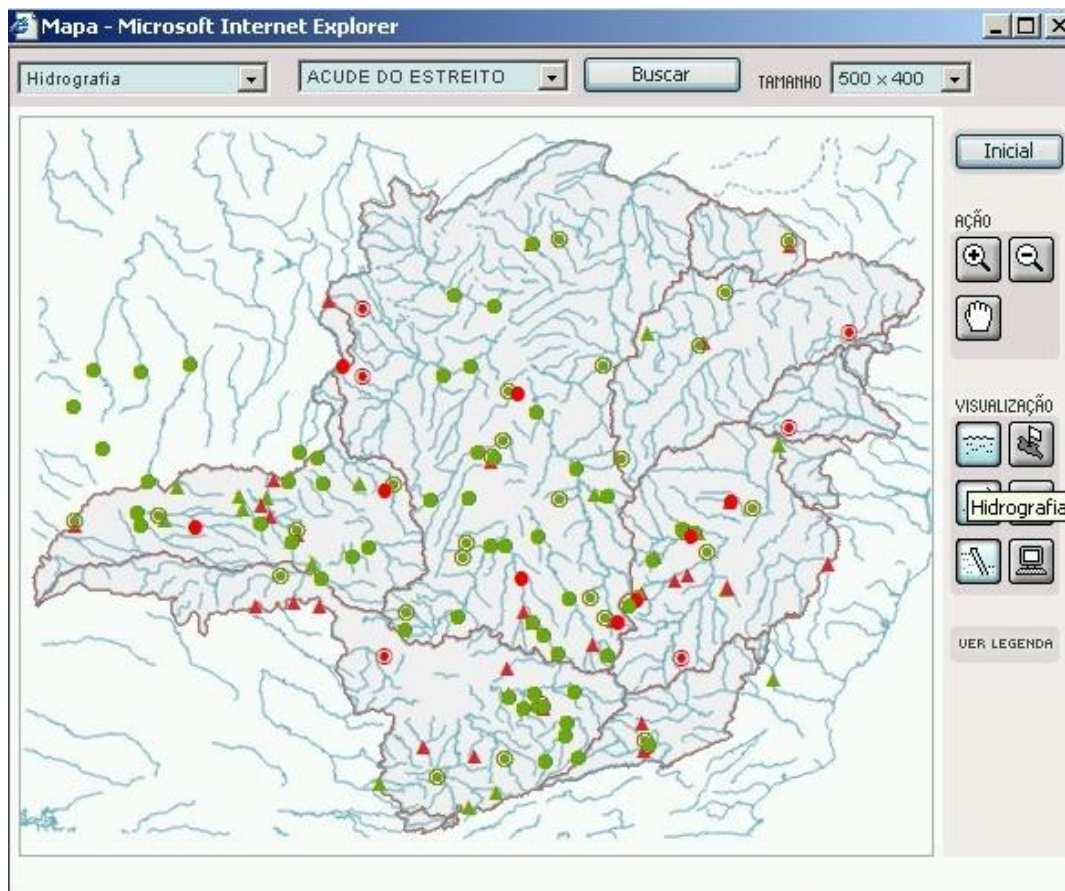 Mapa - Microsoft Internet Explorer
Hidrografia
ACUDE DO ESTREITO
Buscar
TAMANHO
500 x 400
Inicial
AÇÃO
VISUALIZAÇÃO
Hidrografia
VER LEGENDA